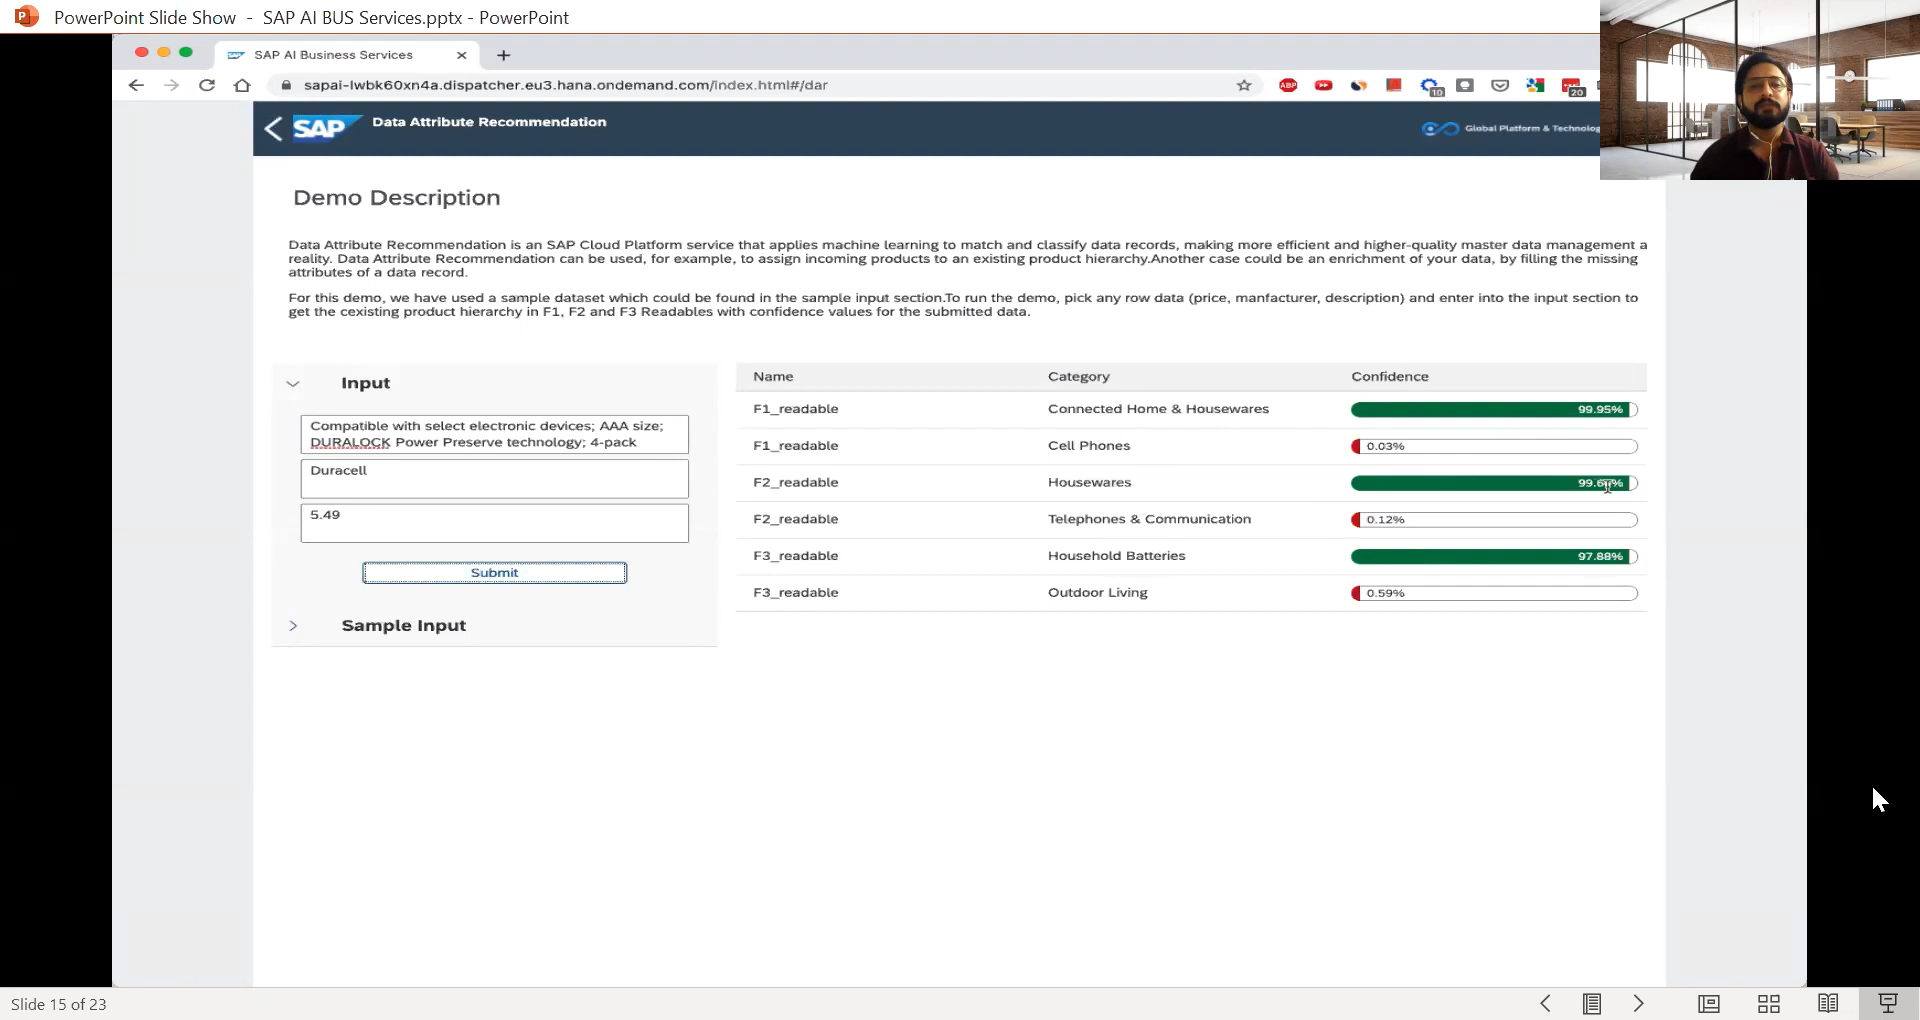 PowerPoint Slide Show - SAP AI BUS Services.pptx - PowerPoint
SAP AI Business Services
sapai-lwbk60xn4a.dispatcher.eu3.hana.ondemand.com/index.html#/dar
ABP
10
20
SAP
Data Attribute Recommendation
Global Platform &
Demo Description
Data Attribute Recommendation is an SAP Cloud Platform service that applies machine learning to match and classify data records, making more efficient and higher-quality master data management a
reality. Data Attribute Recommendation can be used, for example, to assign incoming products to an existing product hierarchy.Another case could be an enrichment of your data, by filling the missing
attributes of a data record.
For this demo, we have used a sample dataset which could be found in the sample input section.To run the demo, pick any row data (price, manfacturer, description) and enter into the input section to
get the cexisting product hierarchy in F1, F2 and F3 Readables with confidence values for the submitted data.
Input
Compatible with select electronic devices; AAA size;
DURALOCK Power Preserve technology; 4-pack
Duracell
5.49
Submit
Sample Input
Name Category Confidence
F1_readable Connected Home & Housewares 99.95%
F1_readable Cell Phones 0.03%
F2_readable Housewares
F2_readable Telephones & Communication 0.12%
F3_readable Household Batteries 97.88%
F3_readable Outdoor Living 0.59%
Slide 15 of 23